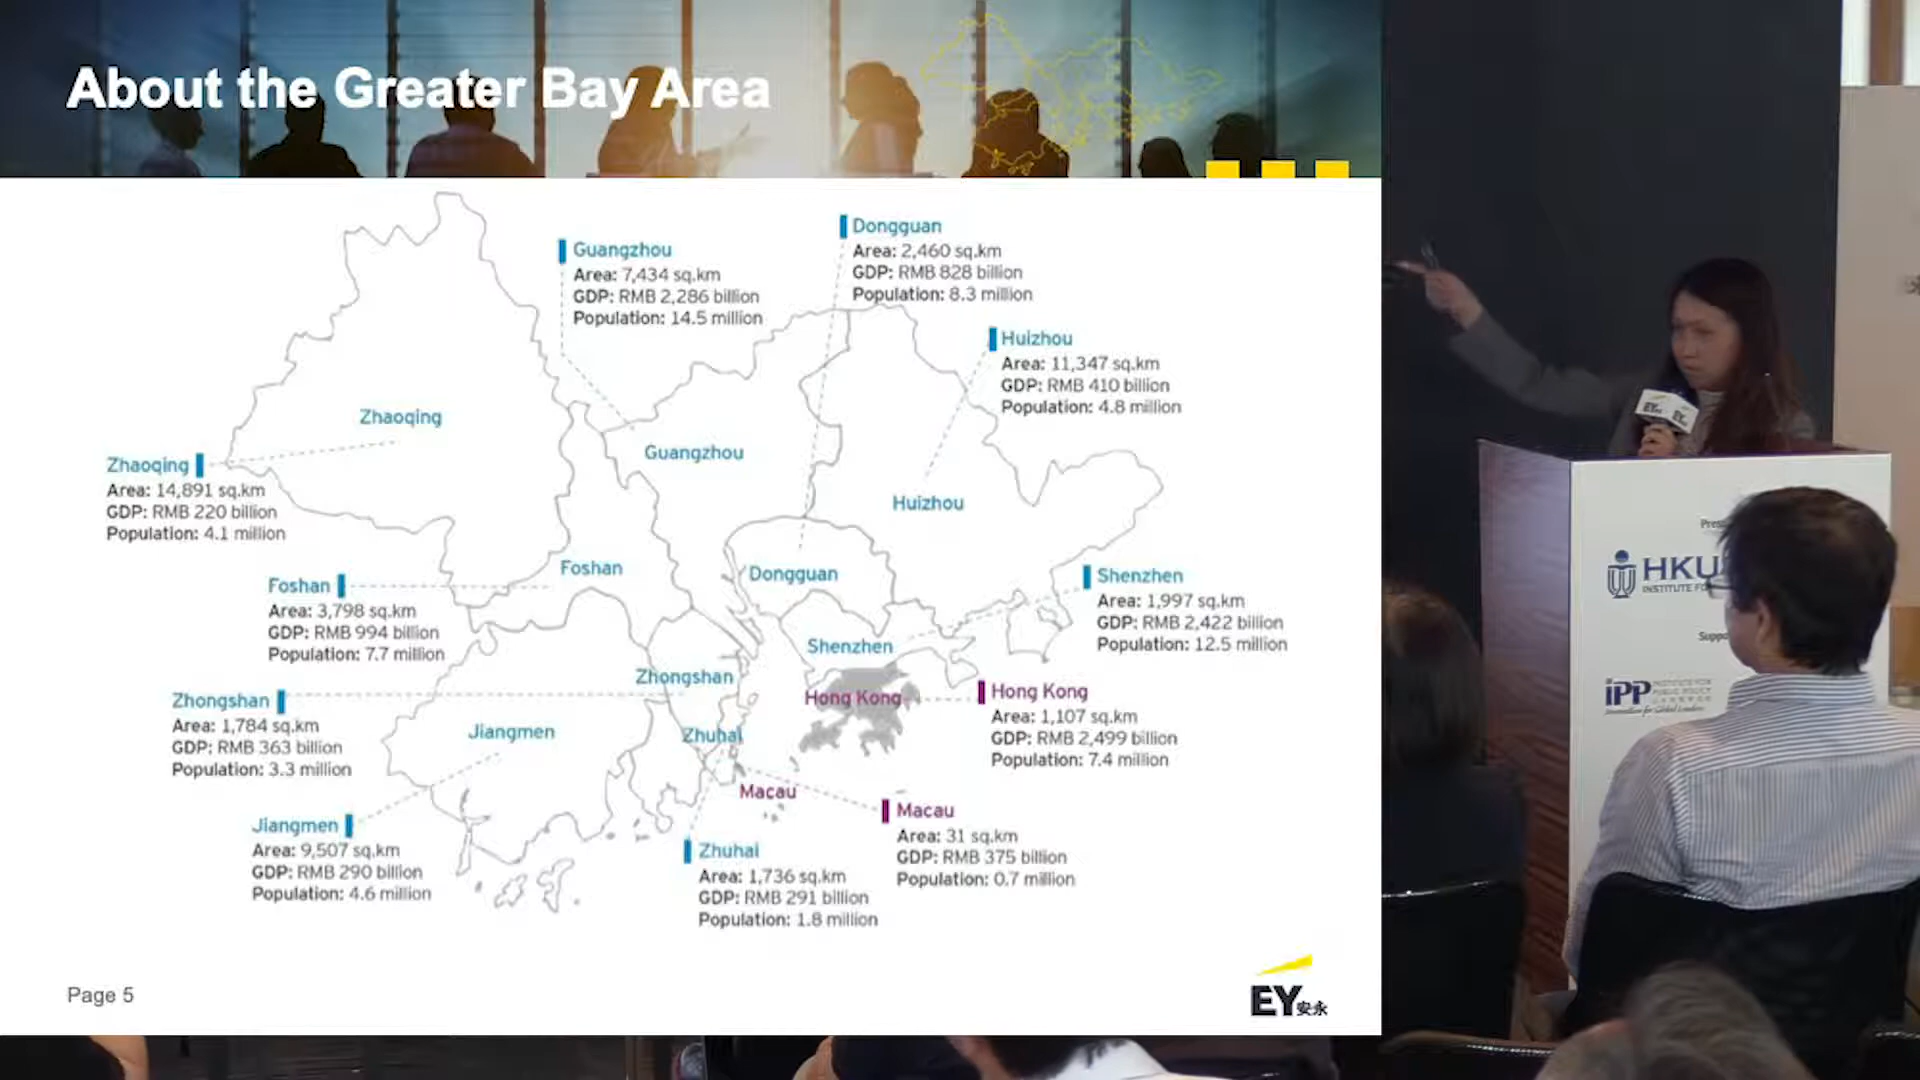 About the Greater Bay Area
Guangzhou
Area: 7,434 sq.km
GDP: RMB 2,286 billion
Population: 14.5 million
Dongguan
Area: 2,460 sq.km
GDP: RMB 828 billion
Population: 8.3 million
Huizhou
Area: 11,347 sq.km
GDP: RMB 410 billion
Population: 4.8 million
Zhaoqing
Guangzhou
Huizhou
Zhaoqing
Area: 14,891 sq.km
GDP: RMB 220 billion
Population: 4.1 million
Foshan
Dongguan
Foshan
Area: 3,798 sq.km
GDP: RMB 994 billion
Population: 7.7 million
Shenzhen
Area: 1,997 sq.km
GDP: RMB 2,422 billion
Population: 12.5 million
Shenzhen
Zhongshan
Hong Kong
Hong Kong
Area: 1,107 sq.km
GDP: RMB 2,499 billion
Population: 7.4 million
Zhongshan
Area: 1,784 sq.km
GDP: RMB 363 billion
Population: 3.3 million
Jiangmen
Zhuhai
Macau
Macau
Area: 31 sq.km
GDP: RMB 375 billion
Population: 0.7 million
Jiangmen
Area: 9,507 sq.km
GDP: RMB 290 billion
Population: 4.6 million
Zhuhai
Area: 1,736 sq.km
GDP: RMB 291 billion
Population: 1.8 million
Page 5
EY安永
EY
EY
HKU
INSTITUTE FO
Suppo
IPP INSTITUTE FOR
PUBLIC POLICY